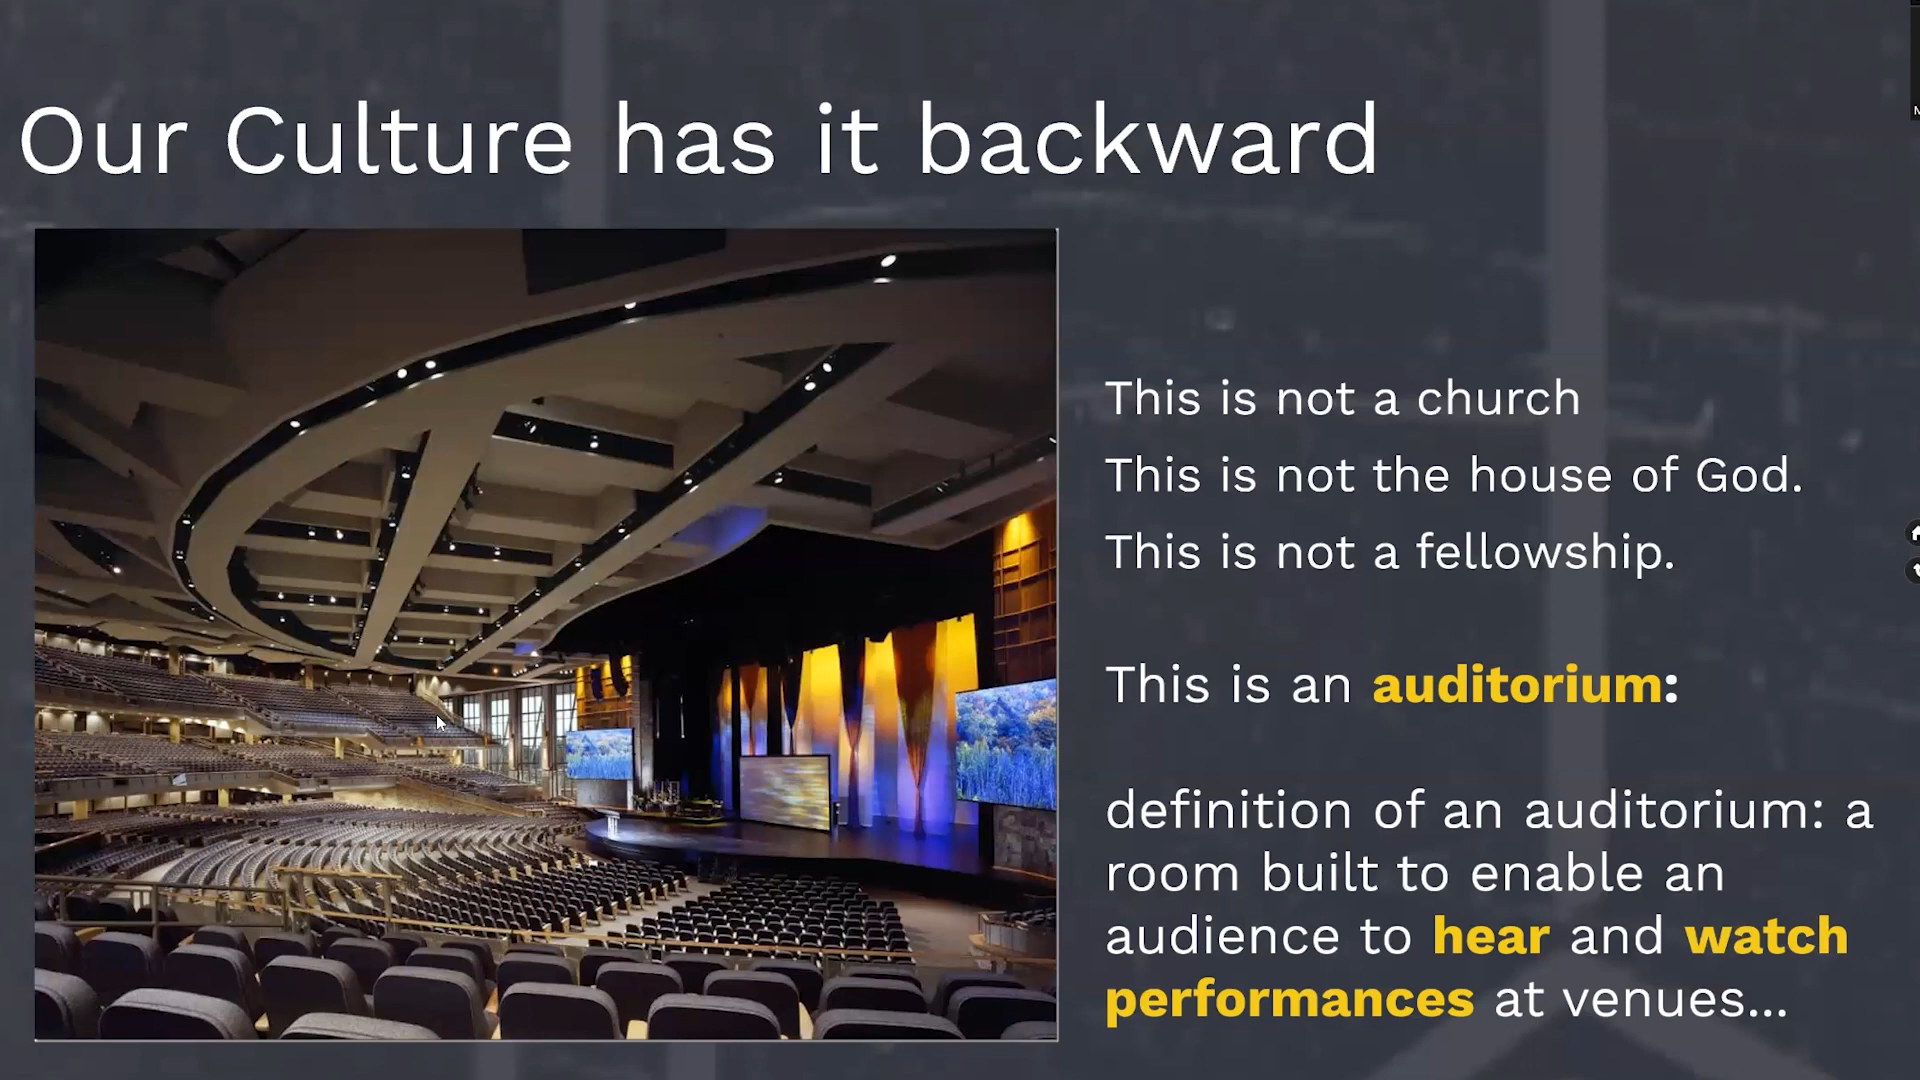 Our Culture has it backward
This is not a church
This is not the house of God.
This is not a fellowship.
This is an auditorium:
definition of an auditorium: a
room built to enable an
audience to hear and watch
performances at venues...